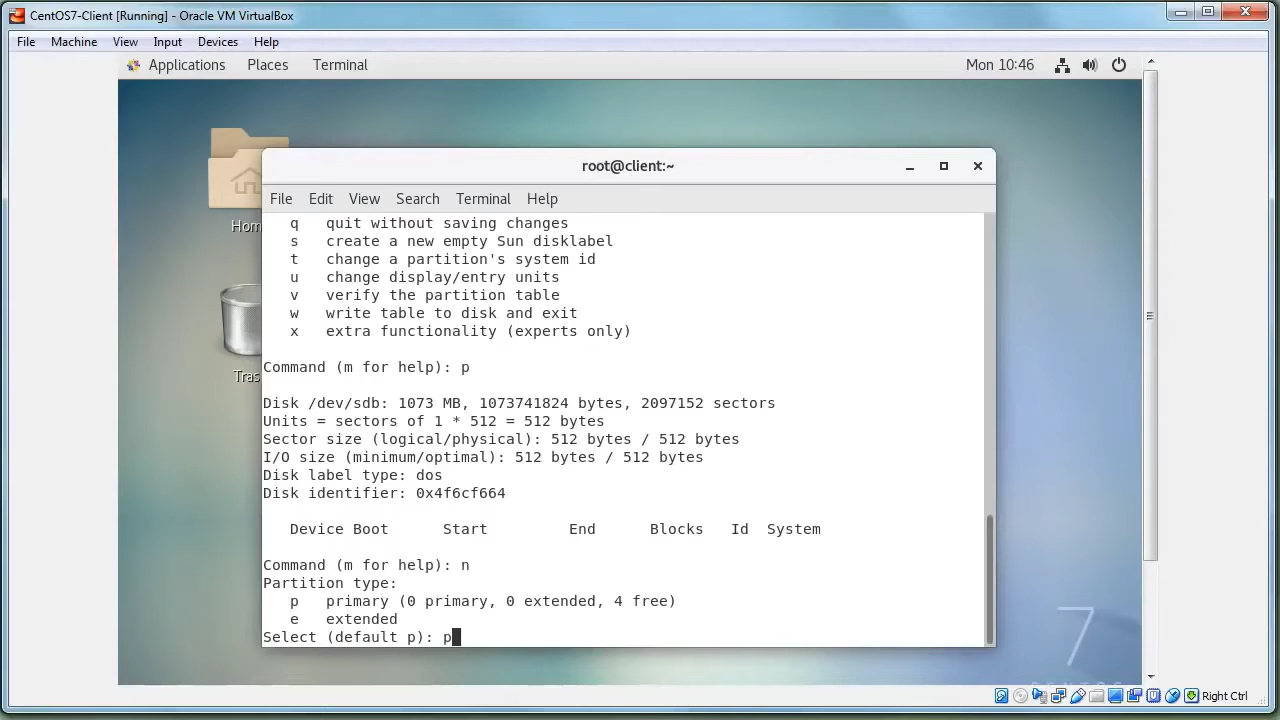 CentOS7-Client [Running] - Oracle VM VirtualBox
File Machine View Input Devices Help
Applications Places Terminal Mon 10:46
root@client:~
File Edit View Search Terminal Help
q quit without saving changes
s create a new empty Sun disklabel
t change a partition's system id
u change display/entry units
v verify the partition table
w write table to disk and exit
x extra functionality (experts only)
Command (m for help): p
Disk /dev/sdb: 1073 MB, 1073741824 bytes, 2097152 sectors
Units = sectors of 1 * 512 = 512 bytes
Sector size (logical/physical): 512 bytes / 512 bytes
I/O size (minimum/optimal): 512 bytes / 512 bytes
Disk label type: dos
Disk identifier: 0x4f6cf664
Device Boot Start End Blocks Id System
Command (m for help): n
Partition type:
p primary (0 primary, 0 extended, 4 free)
e extended
Select (default p): p
Hom
Tras
7
Right Ctrl